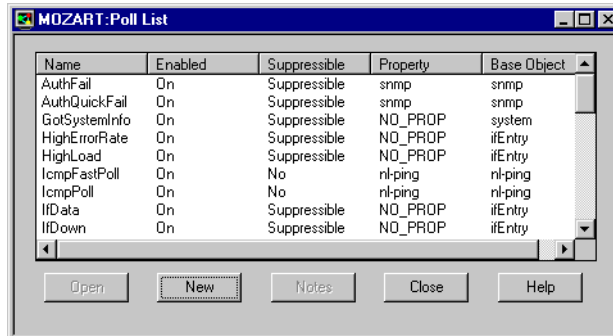 MOZART:Poll List
Name Enabled Suppressible Property Base Object
AuthFail On Suppressible snmp snmp
AuthQuickFail On Suppressible snmp snmp
GotSystemInfo On Suppressible NO_PROP system
HighErrorRate On Suppressible NO_PROP ifEntry
HighLoad On Suppressible NO_PROP ifEntry
IcmpFastPoll On No nl-ping nl-ping
IcmpPoll On No nl-ping nl-ping
IfData On Suppressible NO_PROP ifEntry
IfDown On Suppressible NO_PROP ifEntry
Open New Notes Close Help